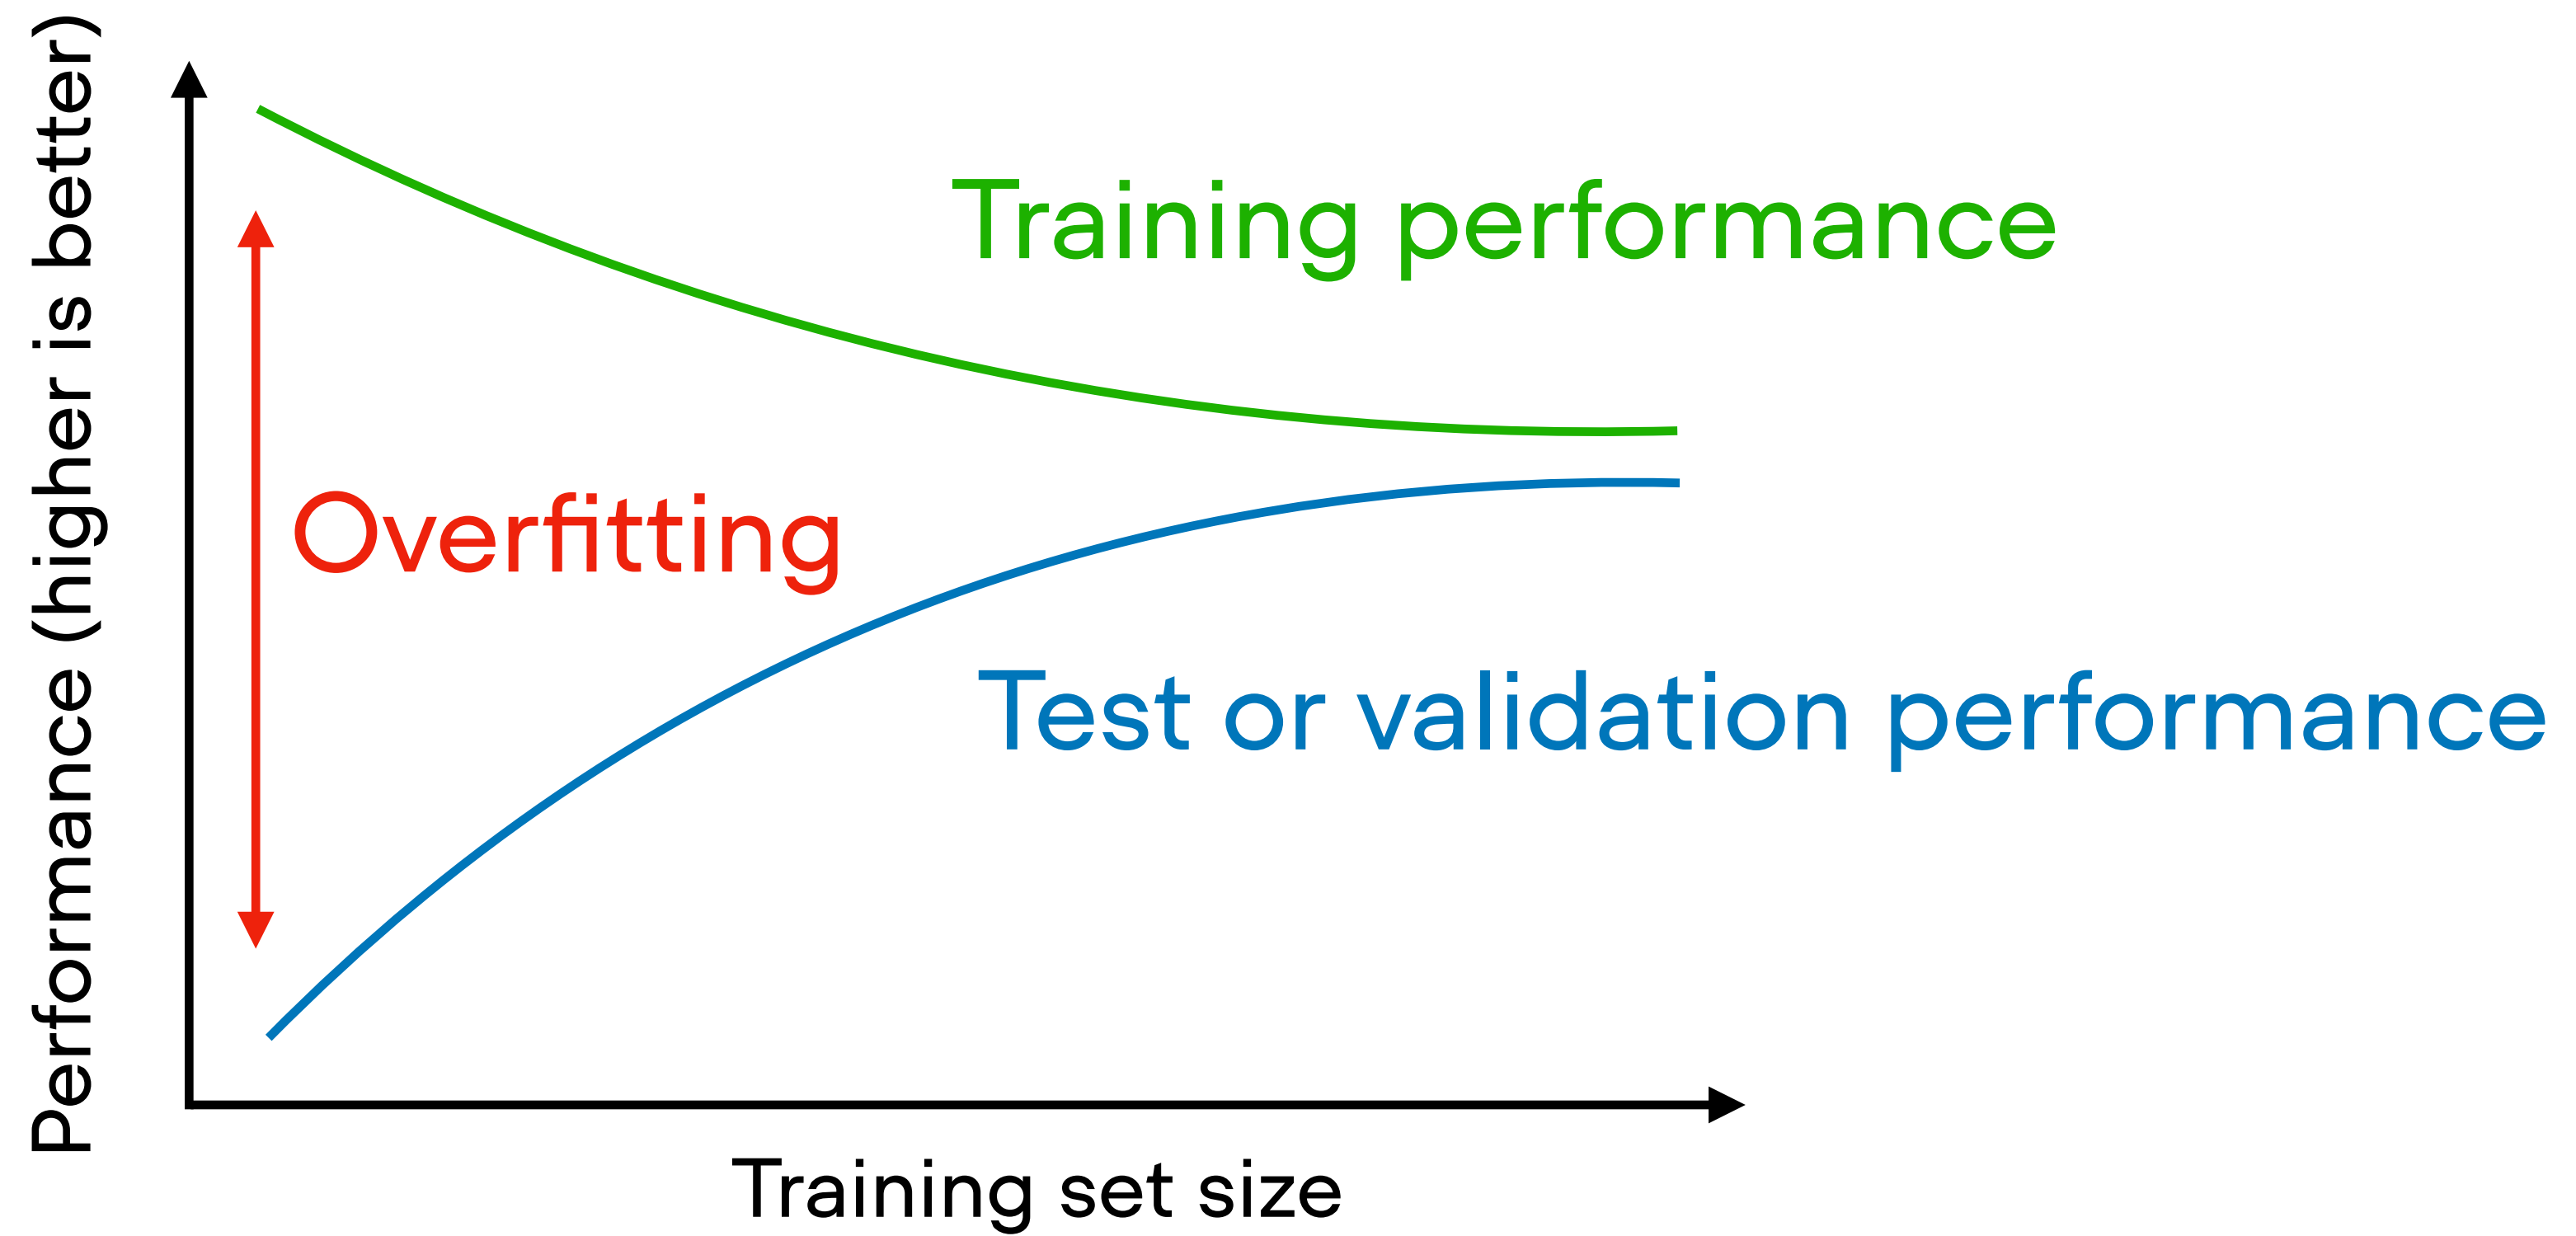 Performance (higher is better)
Training performance
Overfitting
Test or validation performance
Training set size